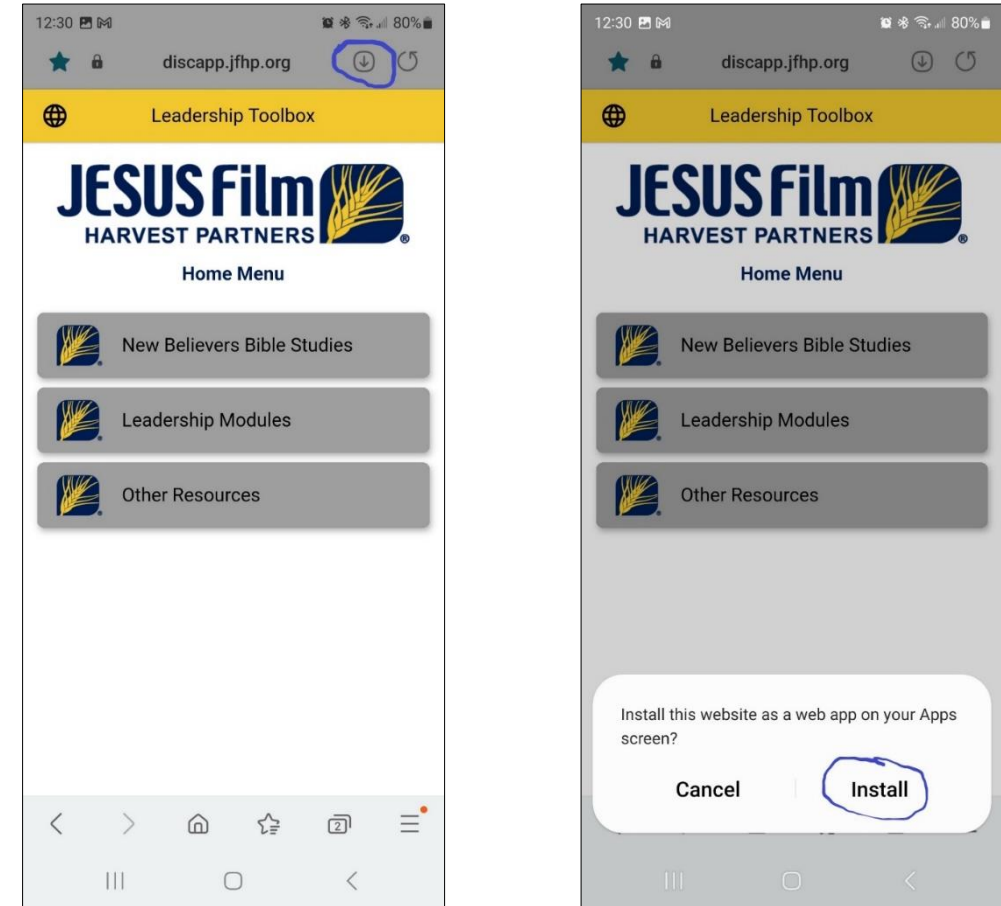 12:30 80%
discapp.jfhp.org
Leadership Toolbox
JESUS Film
HARVEST PARTNERS
®
Home Menu
New Believers Bible Studies
Leadership Modules
Other Resources
2
12:30 80%
discapp.jfhp.org
Leadership Toolbox
JESUS Film
HARVEST PARTNERS
®
Home Menu
New Believers Bible Studies
Leadership Modules
Other Resources
Install this website as a web app on your Apps
screen?
Cancel Install